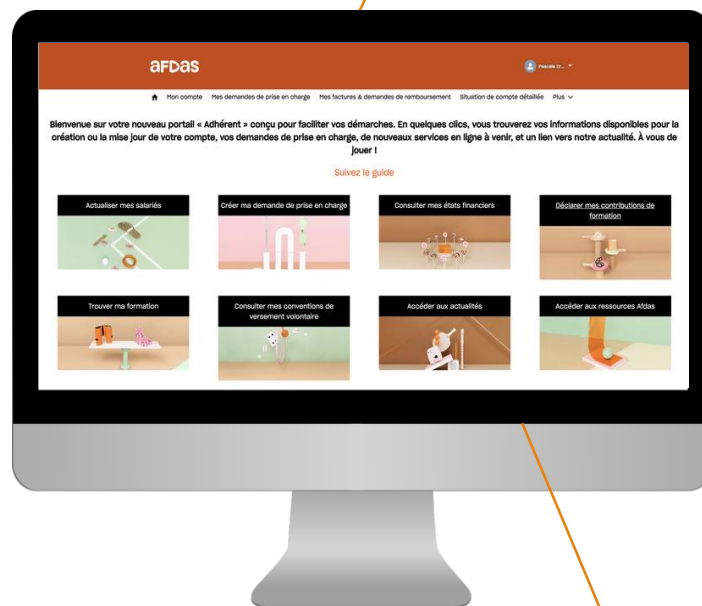 aFDas
Pascale Cr...
Mon compte Mes demandes de prise en charge Mes factures & demandes de remboursement Situation de compte détaillée Plus
Bienvenue sur votre nouveau portail « Adhérent » conçu pour faciliter vos démarches. En quelques clics, vous trouverez vos informations disponibles pour la
création ou la mise jour de votre compte, vos demandes de prise en charge, de nouveaux services en ligne à venir, et un lien vers notre actualité. À vous de
jouer !
Suivez le guide
Actualiser mes salariés
Créer ma demande de prise en charge
Consulter mes états financiers
Déclarer mes contributions de
formation
Trouver ma formation
Consulter mes conventions de
versement volontaire
Accéder aux actualités
Accéder aux ressources Afdas